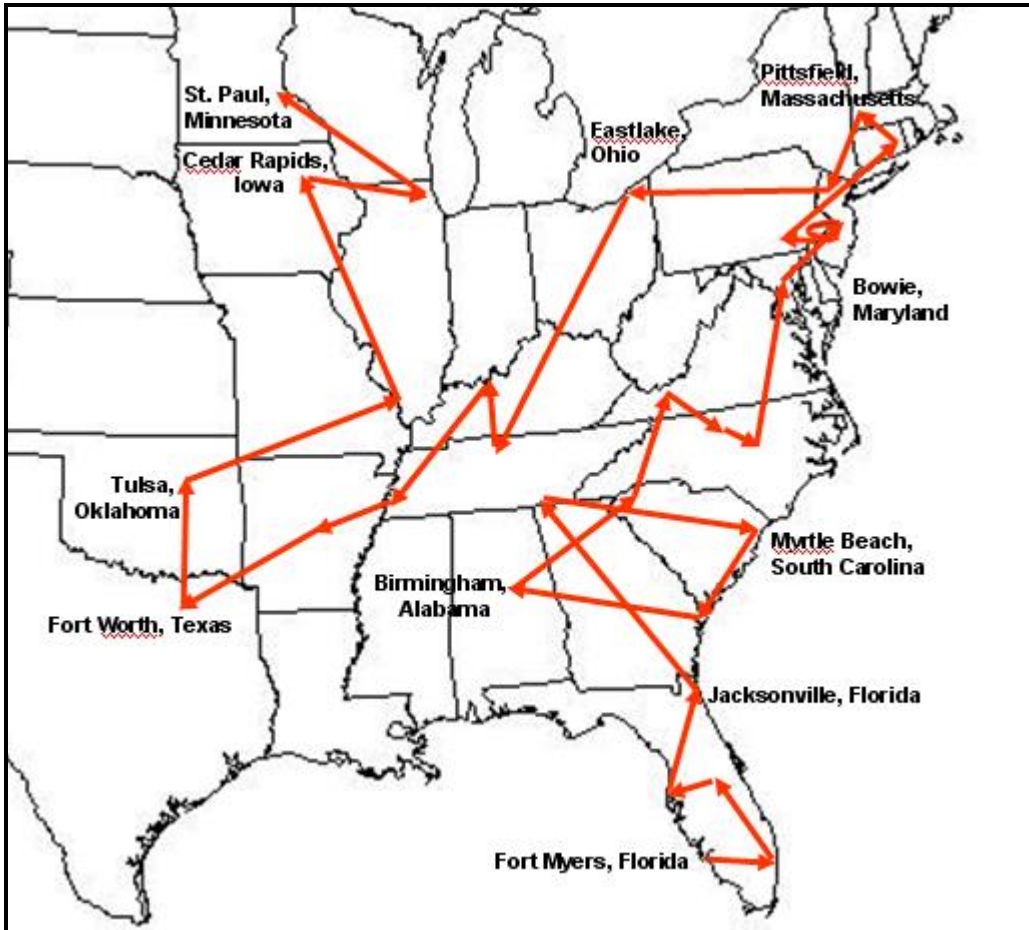 Pittsfield,
Massachusetts
St. Paul,
Minnesota
Eastlake,
Ohio
Cedar Rapids,
Iowa
Bowie,
Maryland
Tulsa,
Oklahoma
Myrtle Beach,
South Carolina
Birmingham,
Alabama
Fort Worth, Texas
Jacksonville, Florida
Fort Myers, Florida